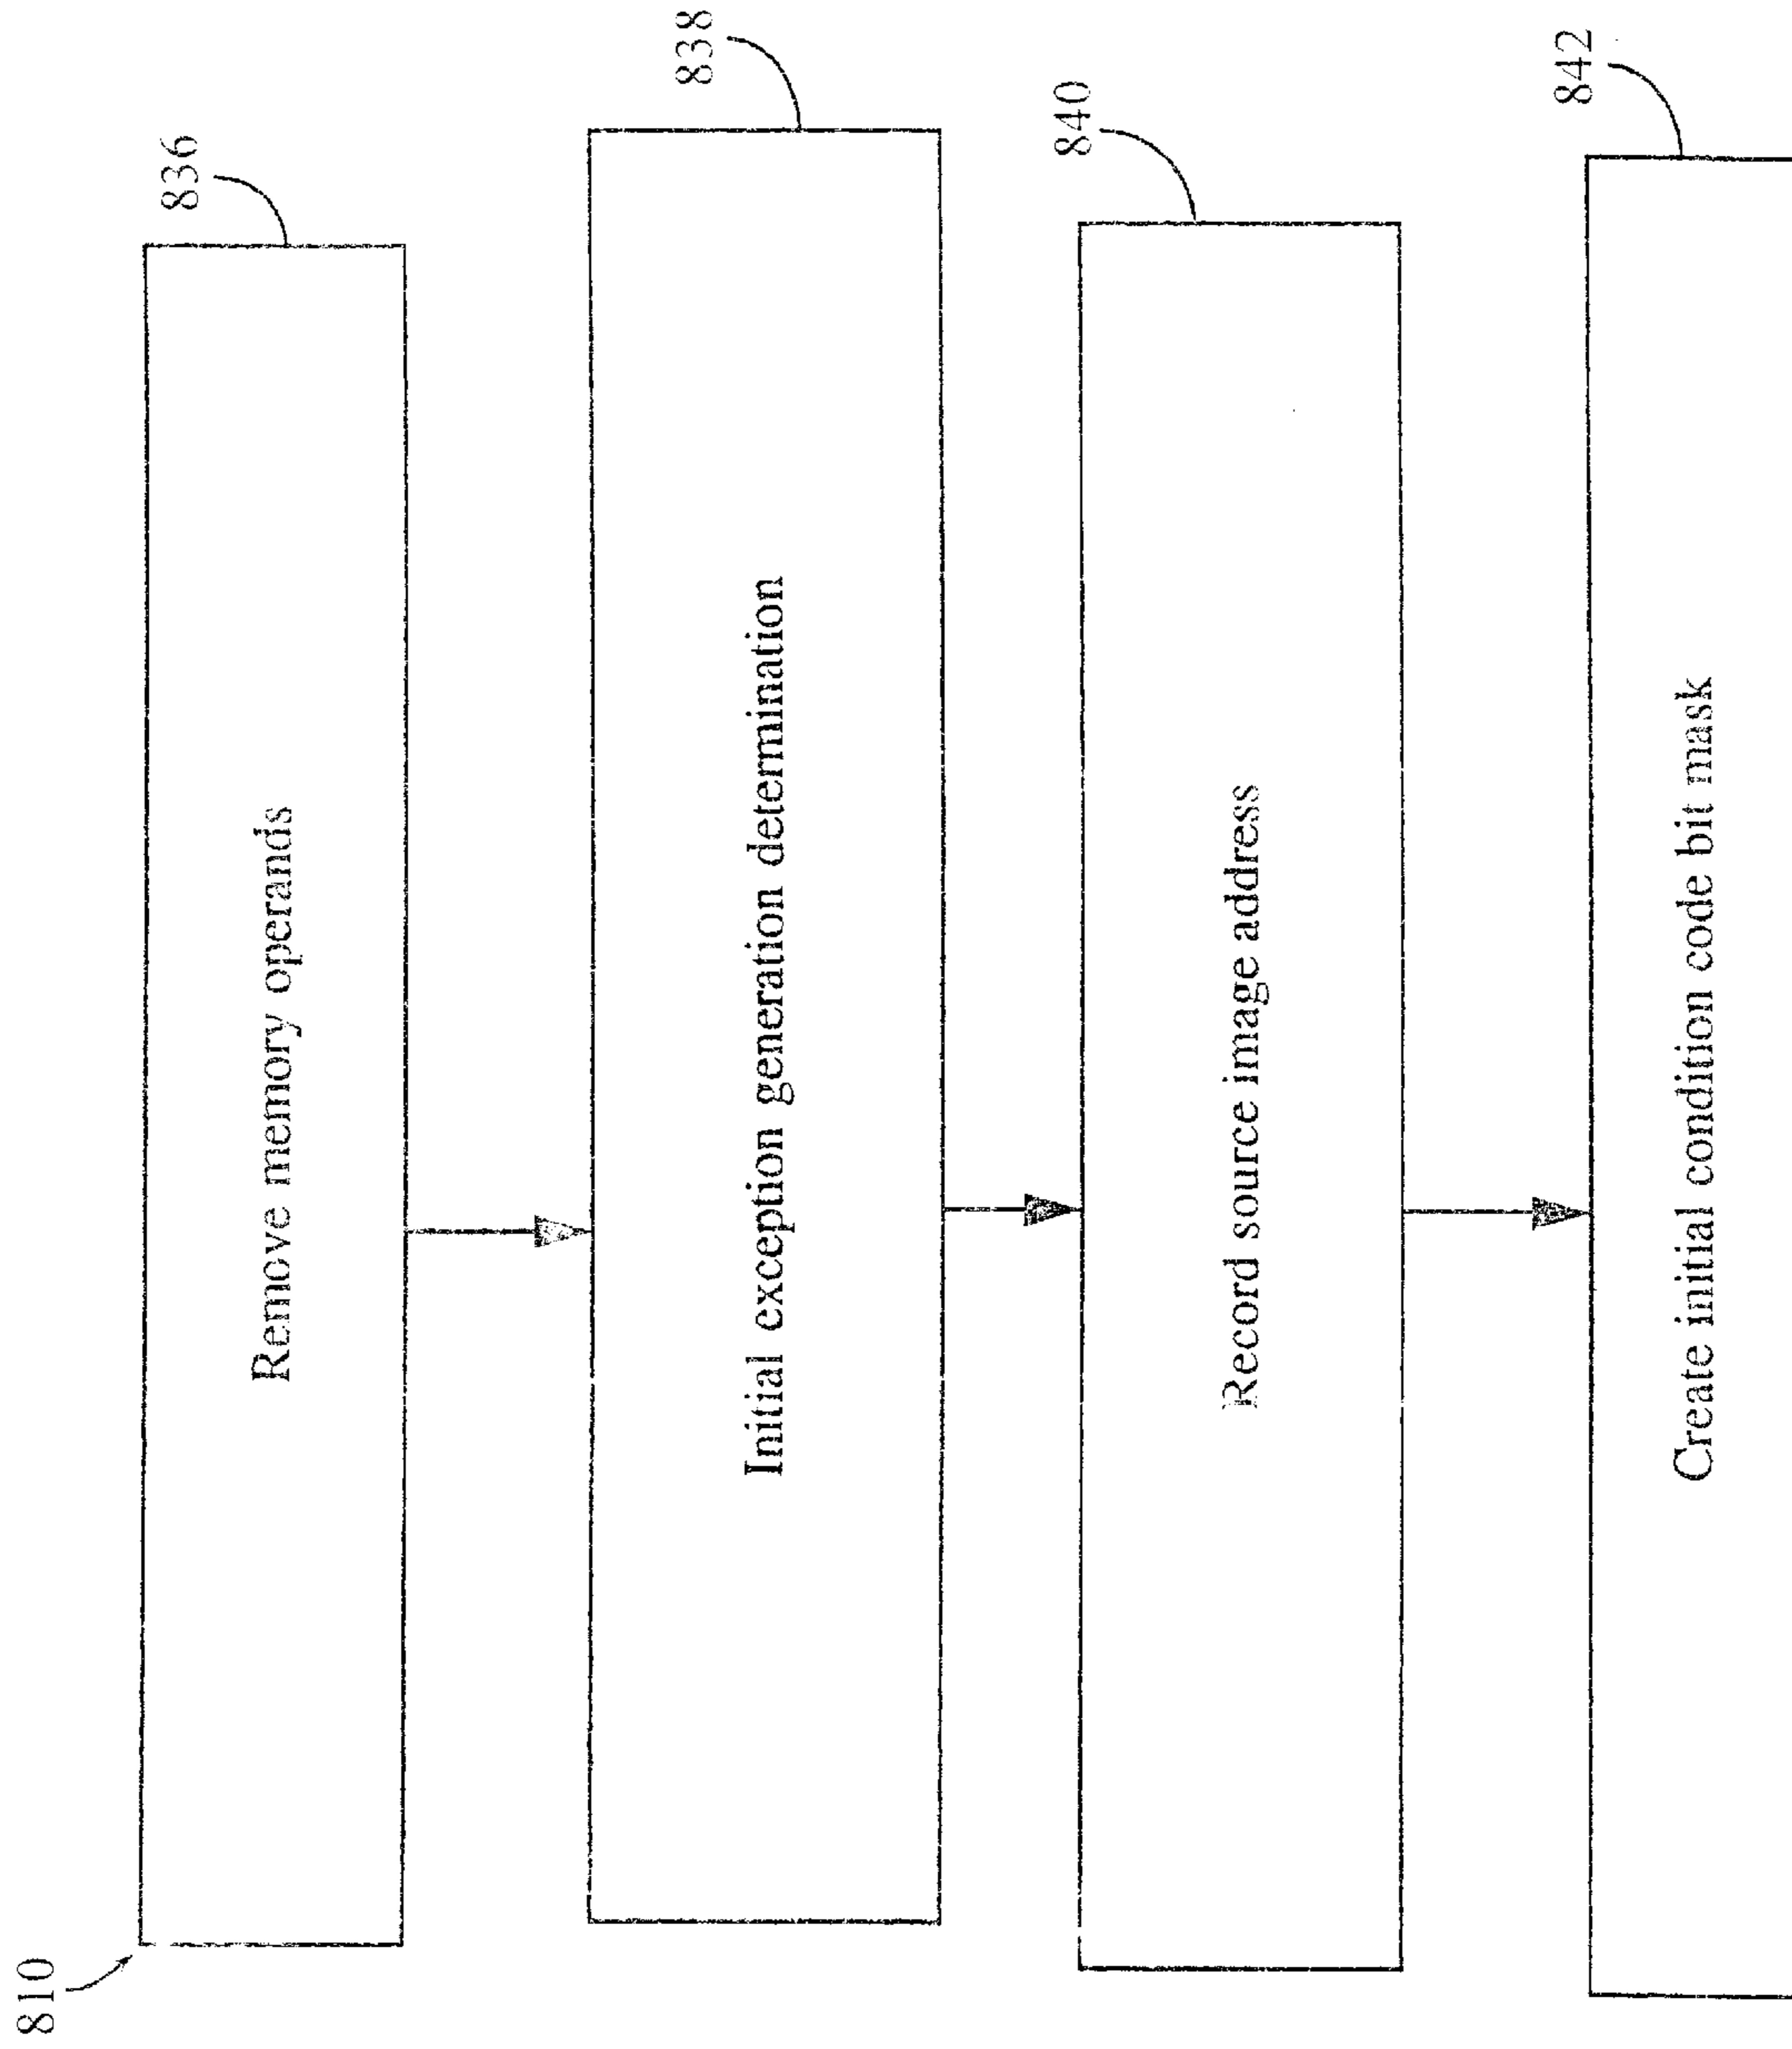 810
836
Remove memory operands
838
Initial exception generation determination
840
Record source image address
842
Create initial condition code bit mask